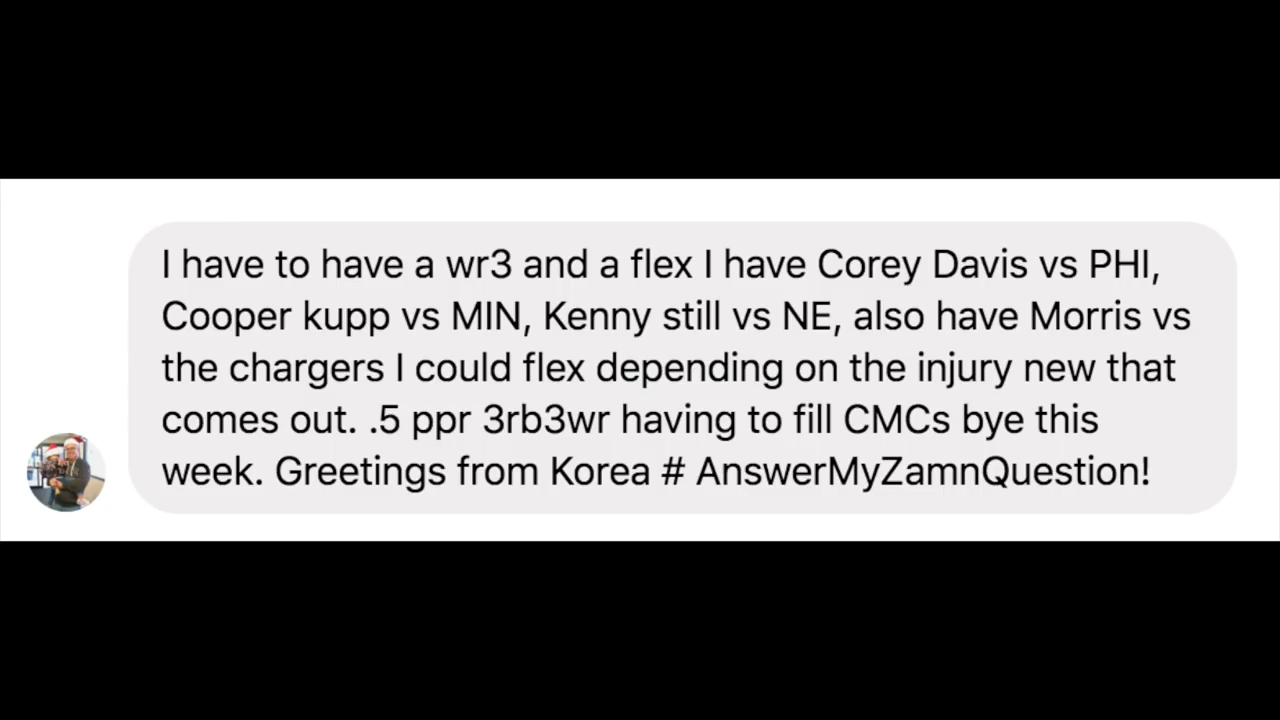 I have to have a wr3 and a flex I have Corey Davis vs PHI,
Cooper kupp vs MIN, Kenny still vs NE, also have Morris vs
the chargers I could flex depending on the injury new that
comes out. .5 ppr 3rb3wr having to fill CMCs bye this
week. Greetings from Korea # AnswerMyZamnQuestion!